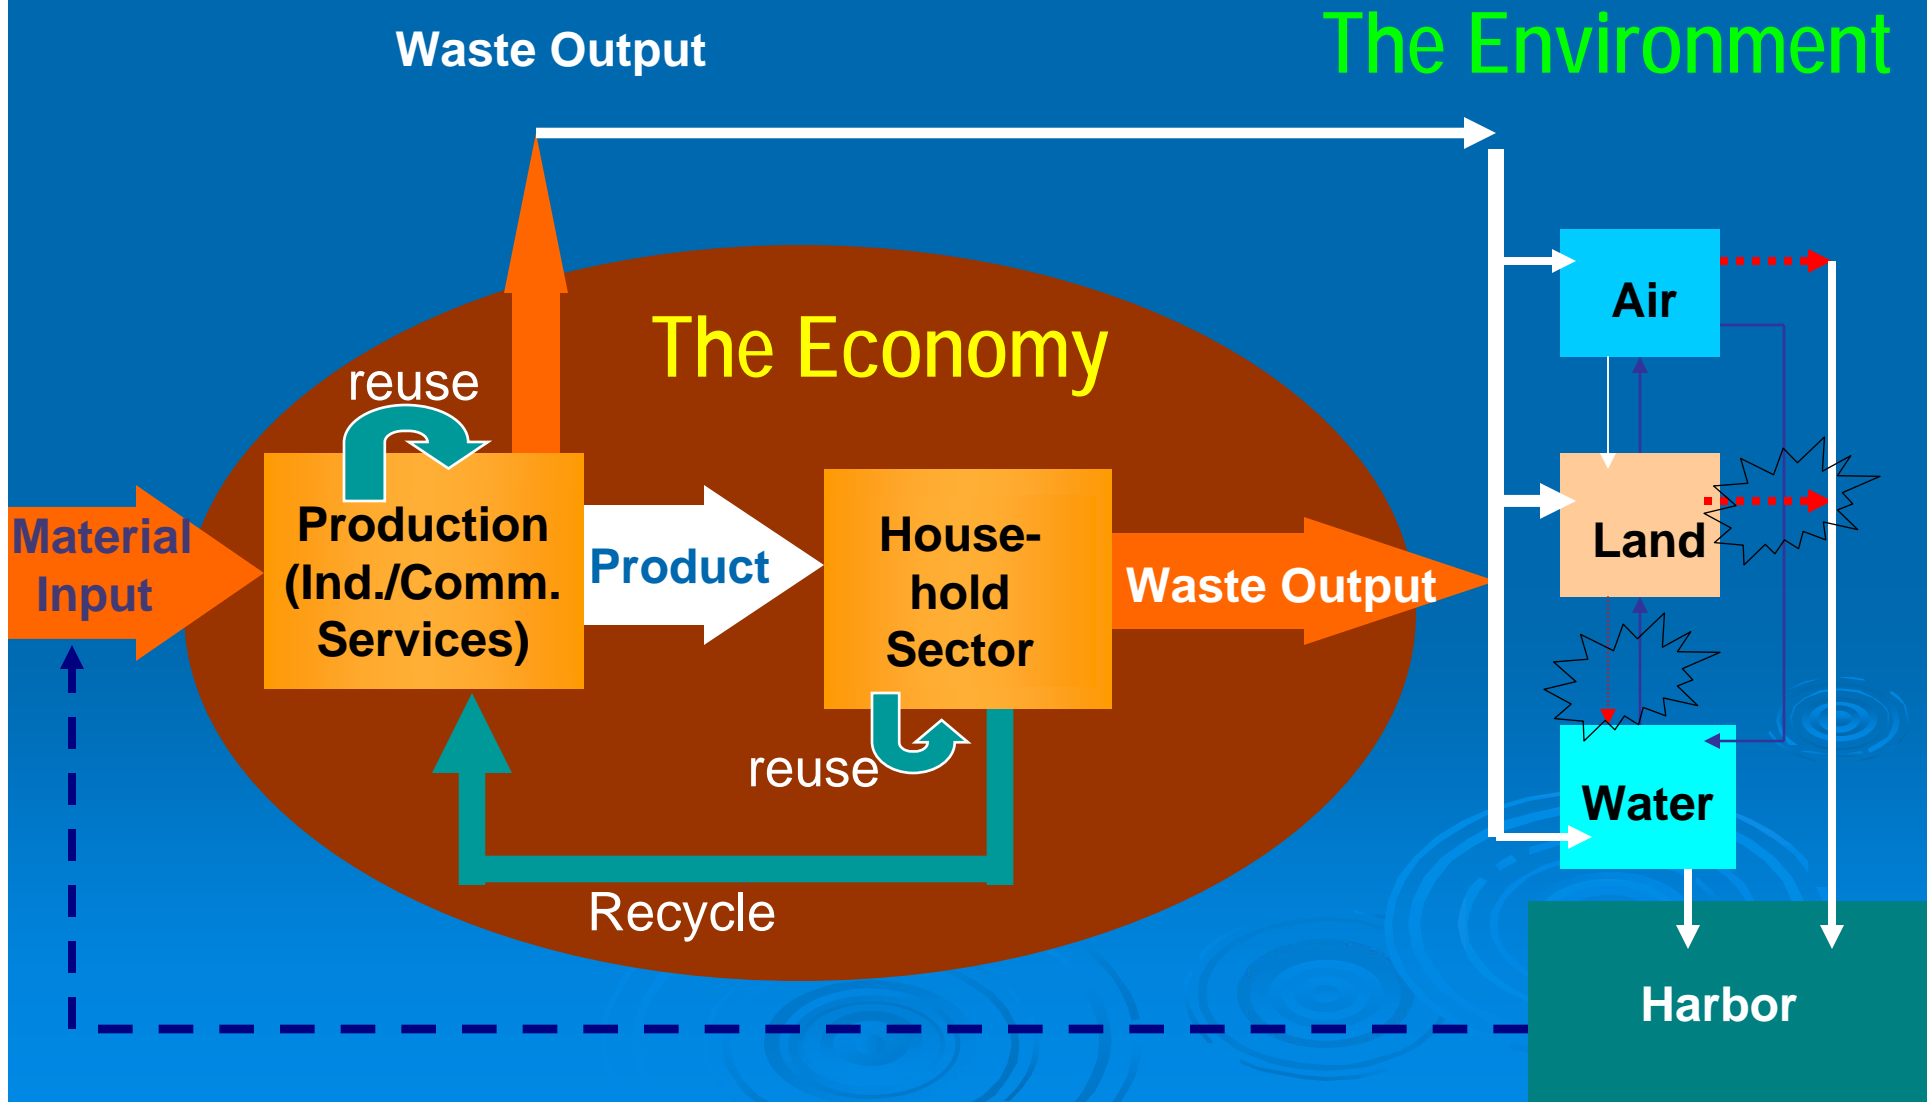 Waste Output
The Environment
The Economy
reuse
Air
Material
Input
Production
(Ind./Comm.
Services)
Product
House-
hold
Sector
Waste Output
Land
reuse
Water
Recycle
Harbor